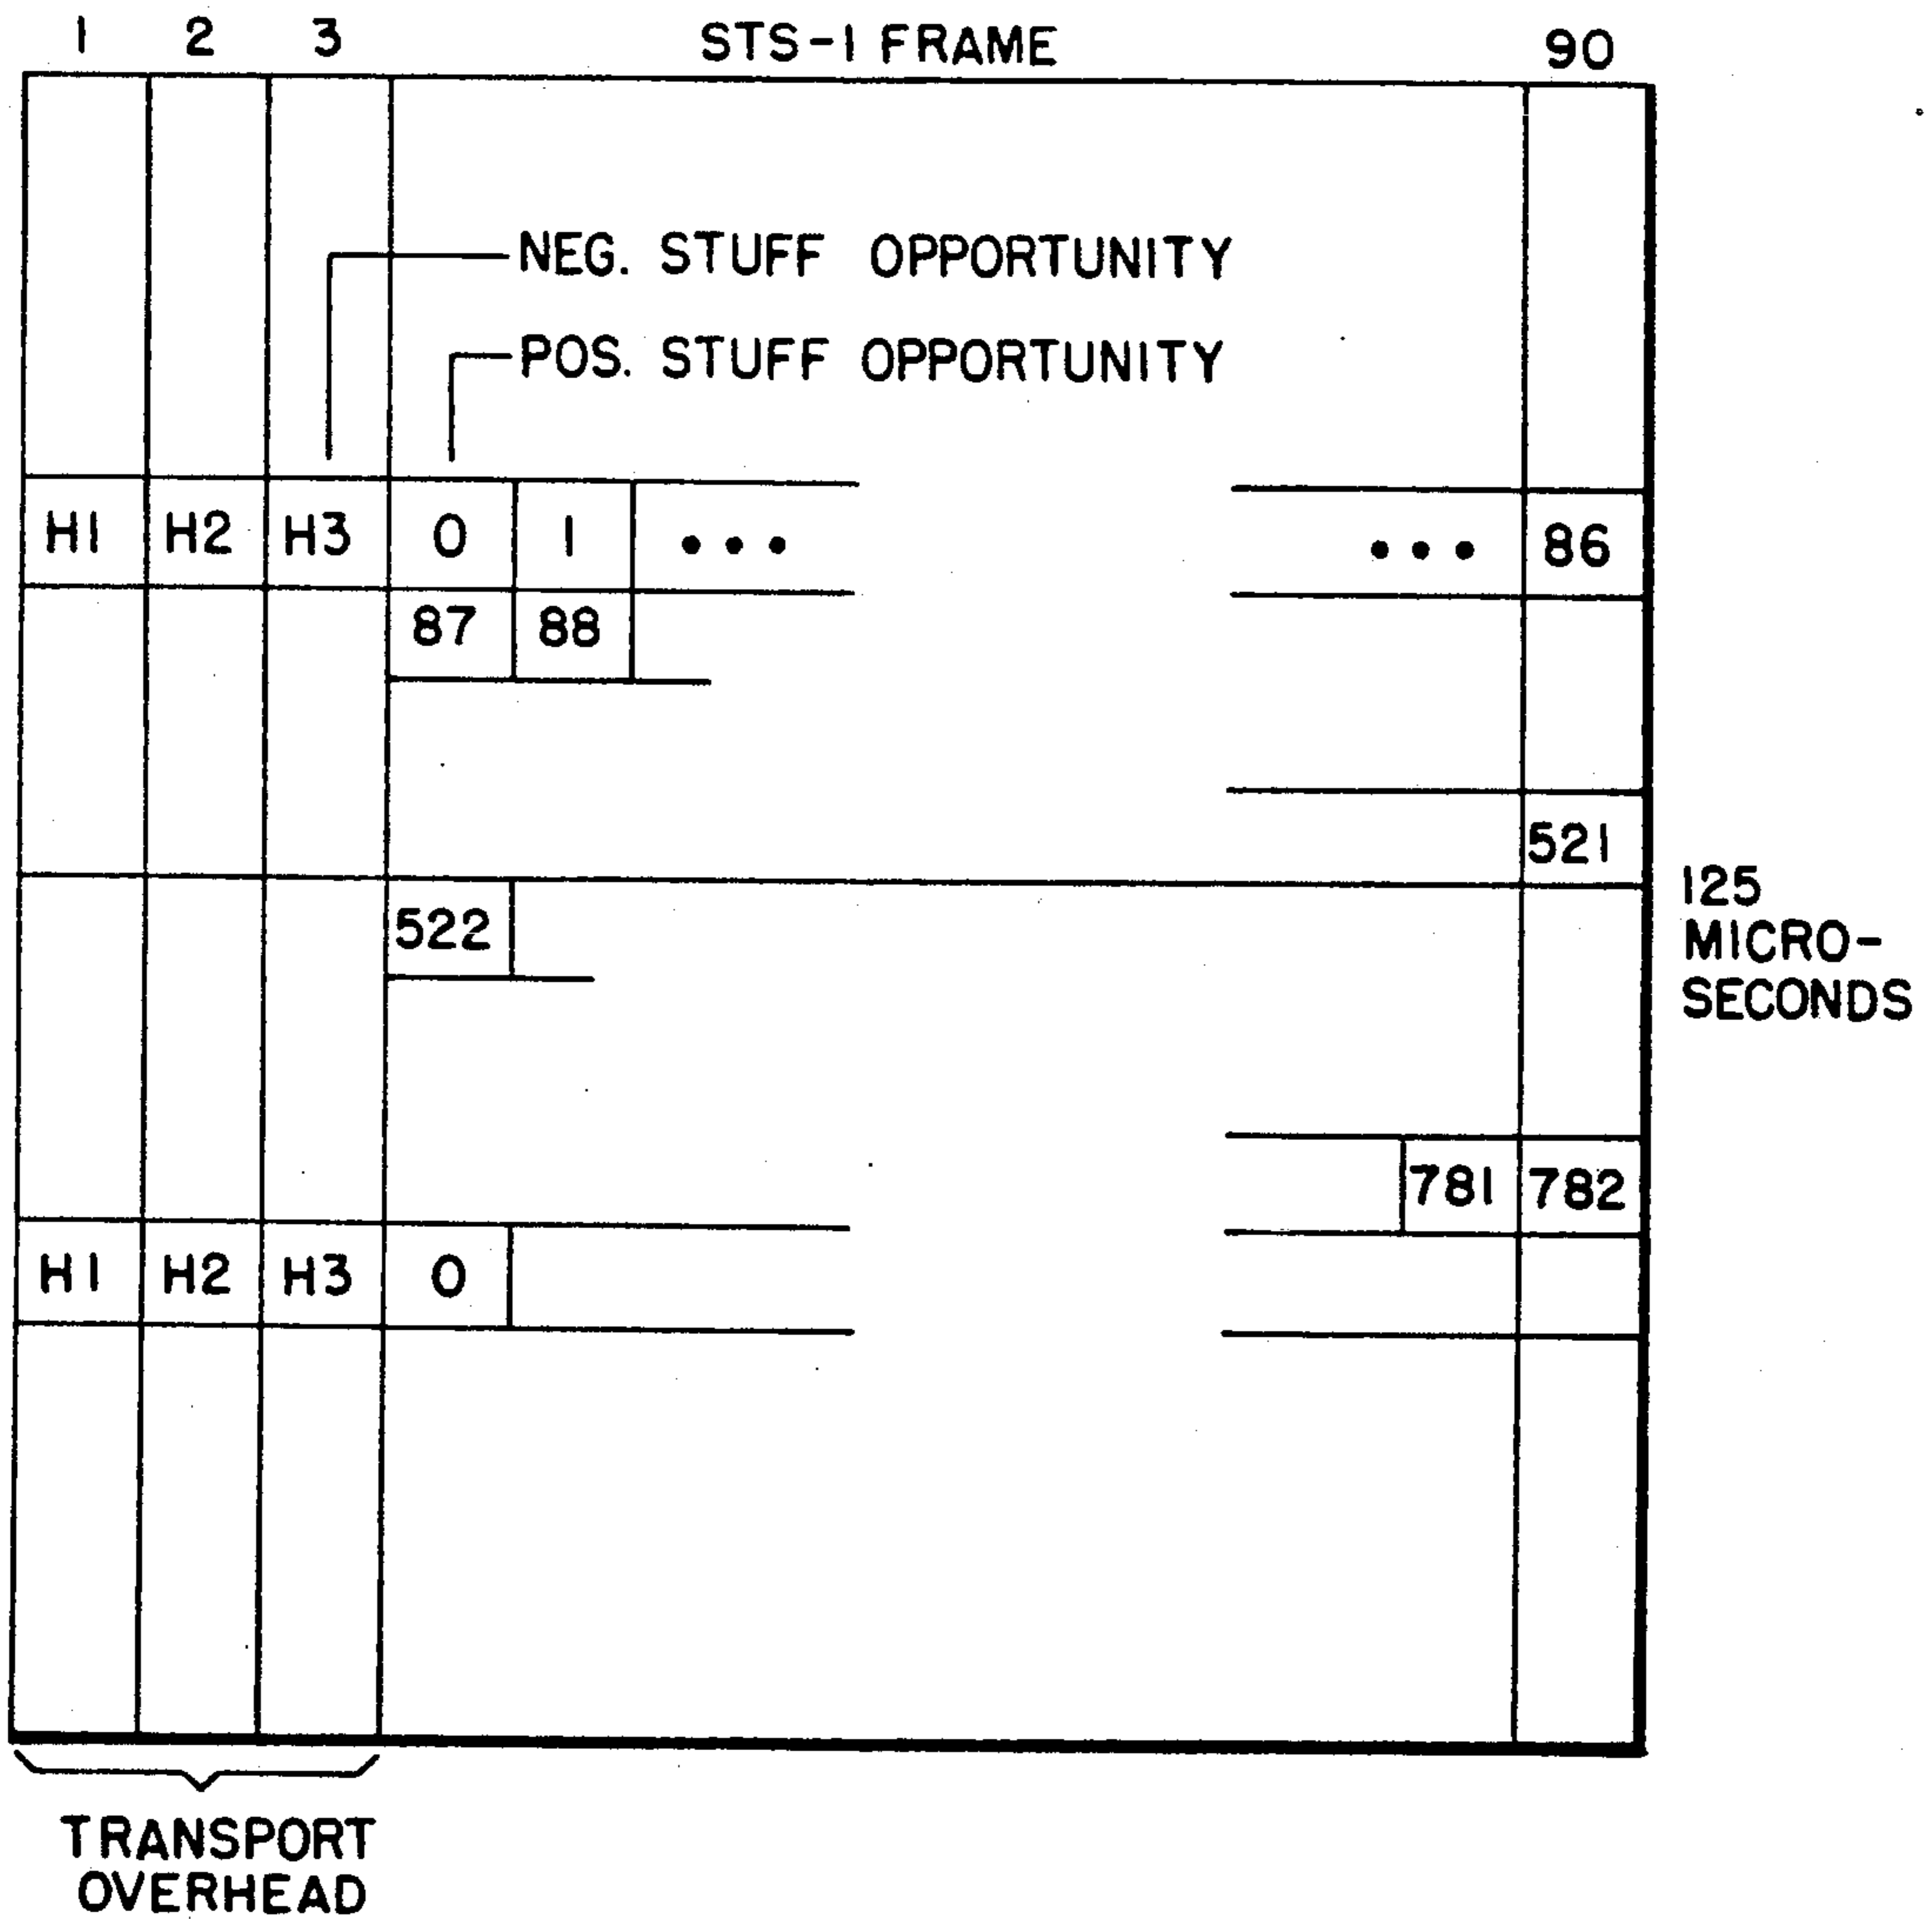 1 2 3 STS-1 FRAME 90
NEG. STUFF OPPORTUNITY
POS. STUFF OPPORTUNITY
H1 H2 H3 0 1 ••• ••• 86
87 88
521
125
MICRO-
SECONDS
522
781 782
H1 H2 H3 0
TRANSPORT
OVERHEAD